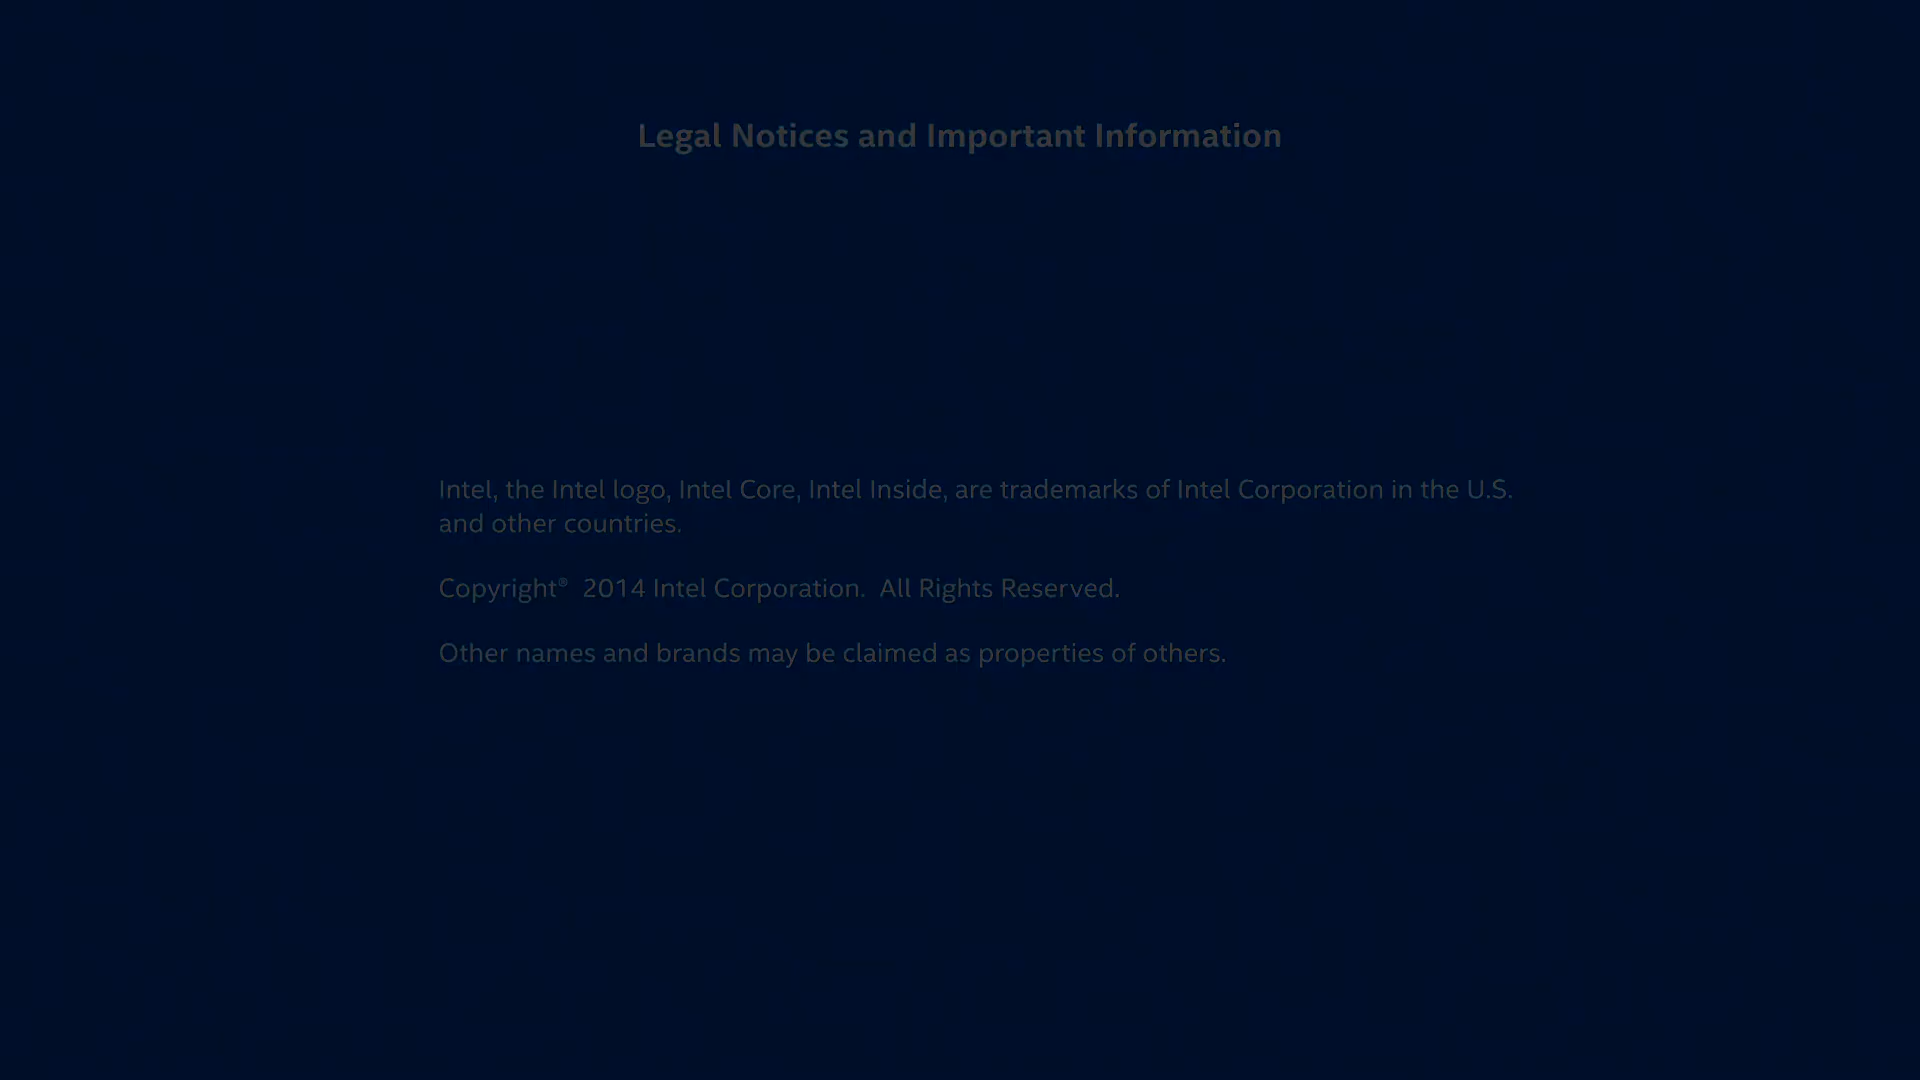 Legal Notices and Important Information
Intel, the Intel logo, Intel Core, Intel Inside, are trademarks of Intel Corporation in the U.S.
and other countries.
Copyright® 2014 Intel Corporation. All Rights Reserved.
Other names and brands may be claimed as properties of others.